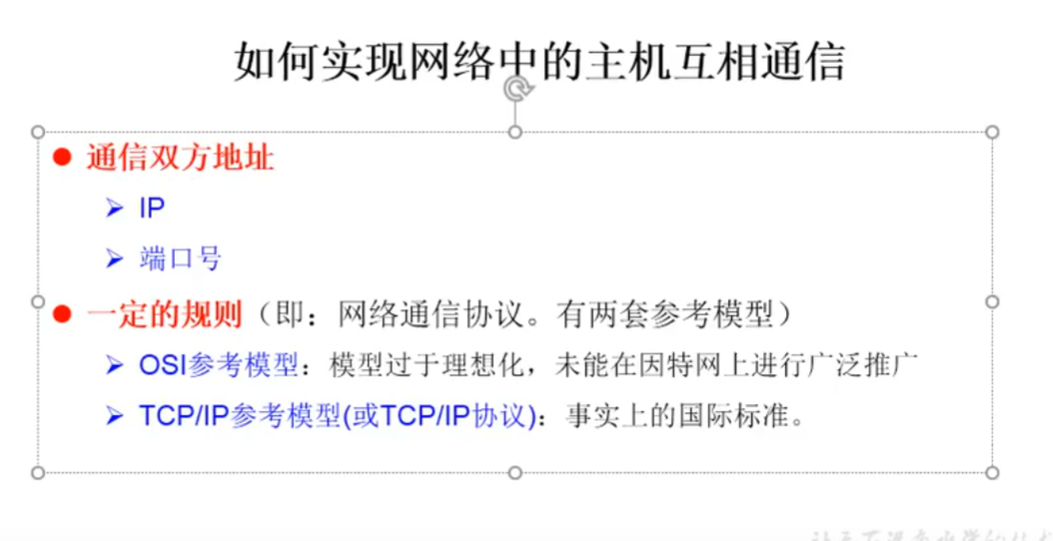 如何实现网络中的主机互相通信
● 通信双方地址
➢ IP
➢ 端口号
● 一定的规则（即：网络通信协议。有两套参考模型）
➢ OSI参考模型：模型过于理想化，未能在因特网上进行广泛推广
➢ TCP/IP参考模型(或TCP/IP协议)：事实上的国际标准。